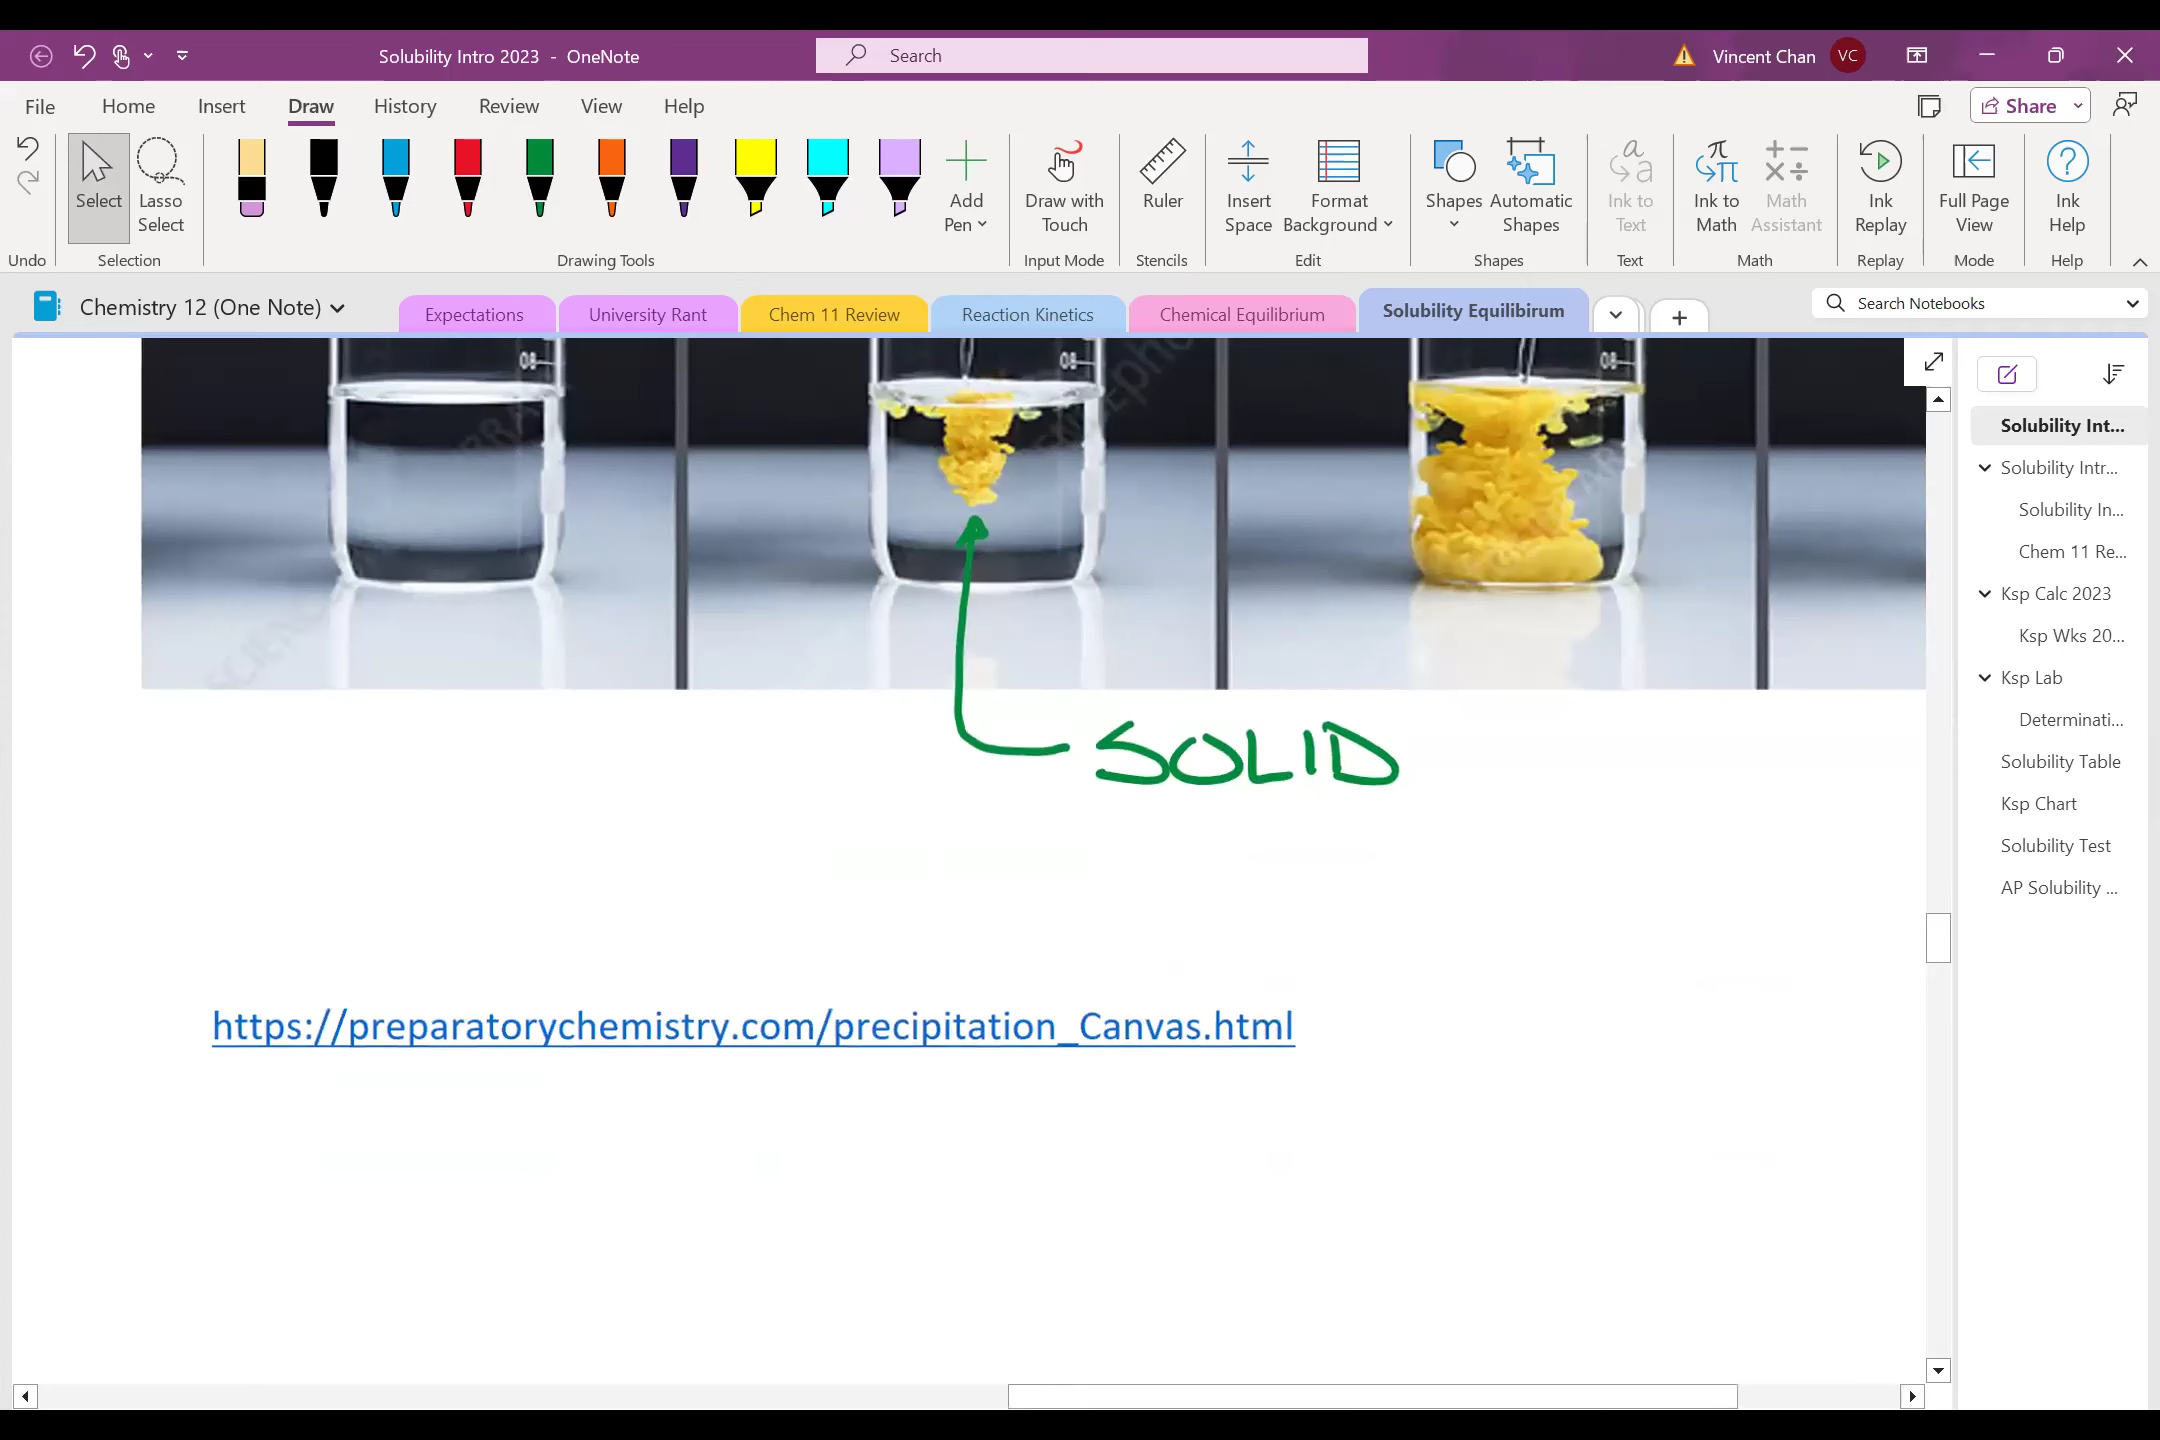 Solubility Intro 2023 - OneNote
Search
Vincent Chan
VC
File
Home
Insert
Draw
History
Review
View
Help
Share
Select
Lasso Select
Add Pen
Draw with Touch
Ruler
Insert Space
Format Background
Shapes
Automatic Shapes
Ink to Text
Ink to Math
Math Assistant
Ink Replay
Full Page View
Ink Help
Undo
Selection
Drawing Tools
Input Mode
Stencils
Edit
Shapes
Text
Math
Replay
Mode
Help
Chemistry 12 (One Note)
Expectations
University Rant
Chem 11 Review
Reaction Kinetics
Chemical Equilibrium
Solubility Equilibirum
Search Notebooks
SOLID
https://preparatorychemistry.com/precipitation_Canvas.html
Solubility Int...
Solubility Intr...
Solubility In...
Chem 11 Re...
Ksp Calc 2023
Ksp Wks 20...
Ksp Lab
Determinati...
Solubility Table
Ksp Chart
Solubility Test
AP Solubility ...